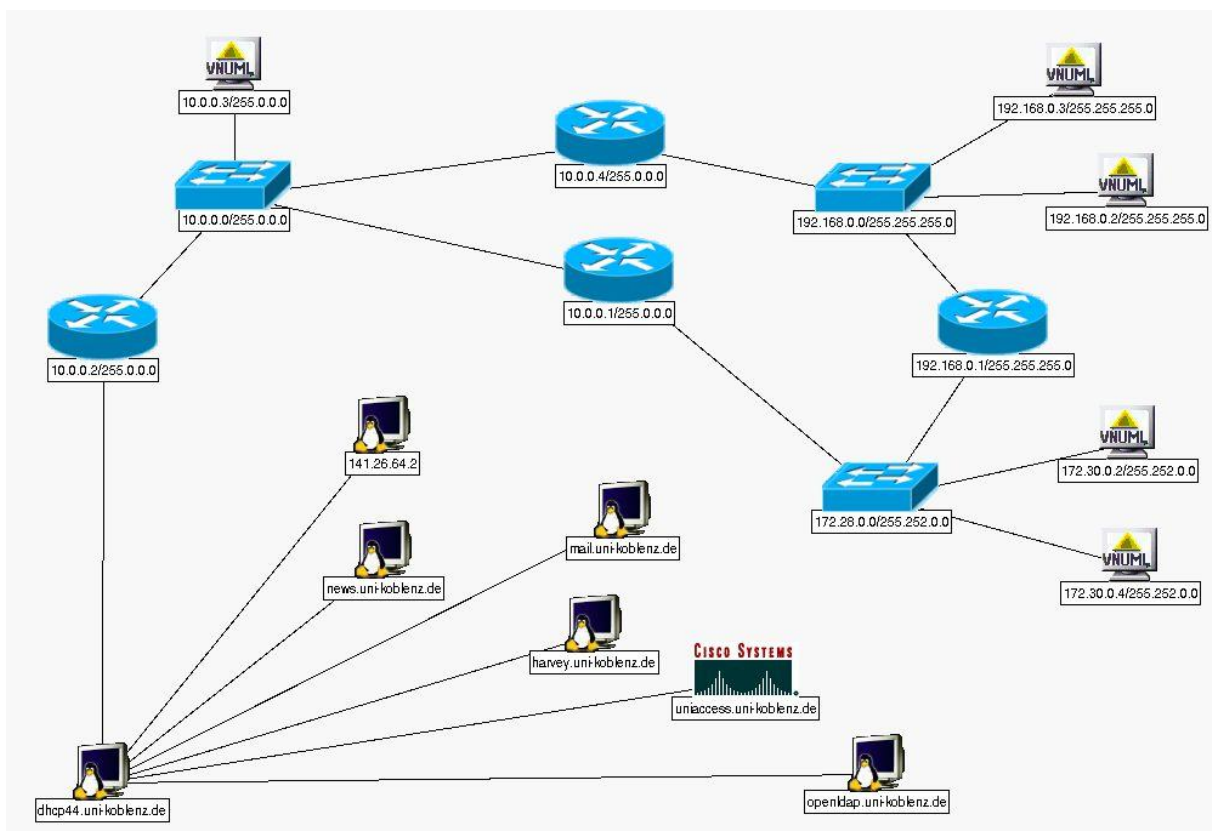 VNUML
10.0.0.3/255.0.0.0
VNUML
192.168.0.3/255.255.255.0
10.0.0.4/255.0.0.0
VNUML
192.168.0.2/255.255.255.0
10.0.0.0/255.0.0.0
192.168.0.0/255.255.255.0
10.0.0.1/255.0.0.0
10.0.0.2/255.0.0.0
192.168.0.1/255.255.255.0
141.26.64.2
VNUML
172.30.0.2/255.252.0.0
172.28.0.0/255.252.0.0
mail.uni-koblenz.de
news.uni-koblenz.de
VNUML
172.30.0.4/255.252.0.0
harvey.uni-koblenz.de
CISCO SYSTEMS
uniaccess.uni-koblenz.de
dhcp44.uni-koblenz.de
openldap.uni-koblenz.de